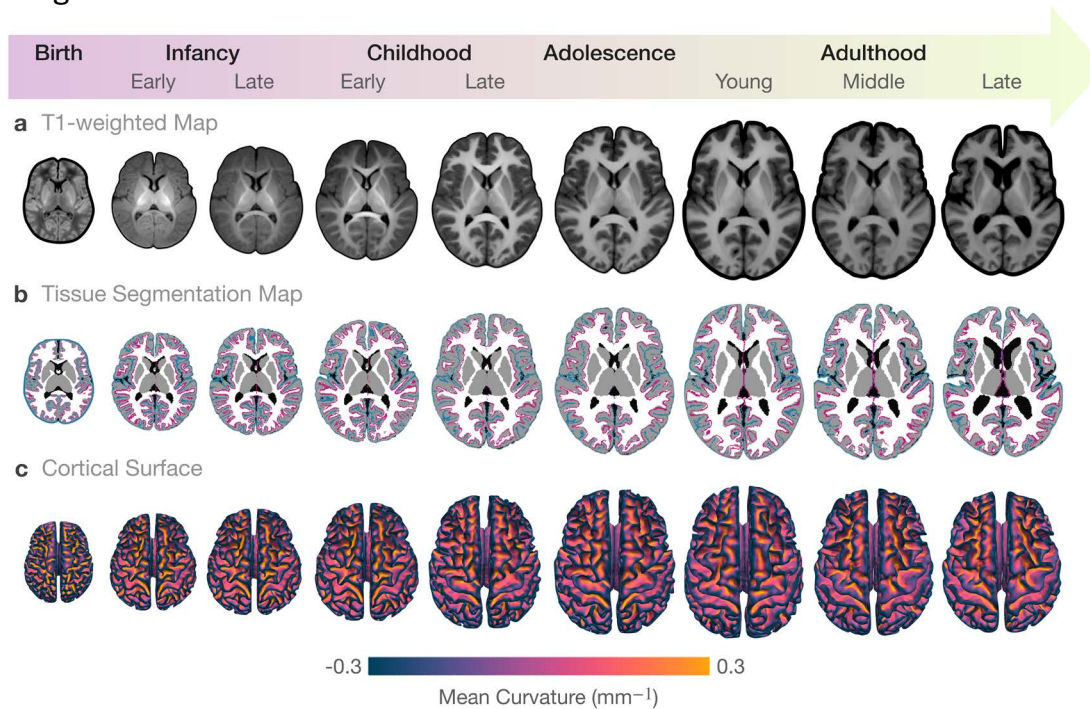 Birth Infancy Childhood Adolescence Adulthood
Early Late Early Late Young Middle Late
a T1-weighted Map
b Tissue Segmentation Map
c Cortical Surface
-0.3 0.3
Mean Curvature (mm−1)